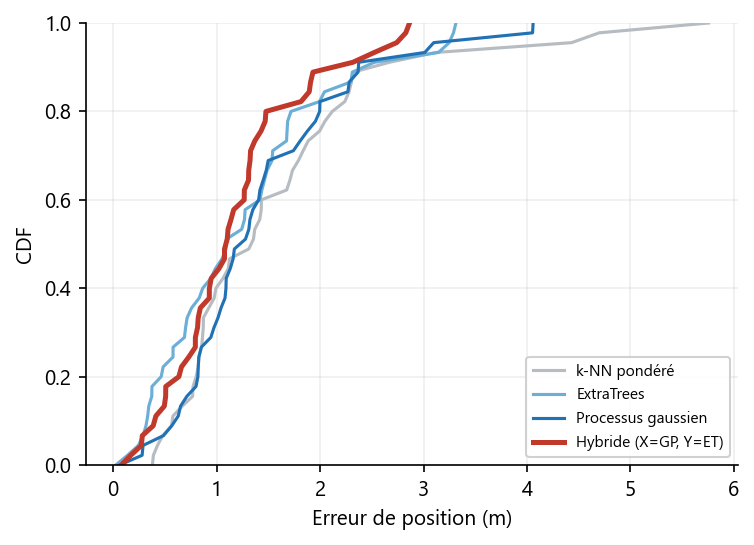 1.0
0.8
0.6
0.4
0.2
0.0
CDF
0
1
2
3
4
5
6
Erreur de position (m)
k-NN pondéré
ExtraTrees
Processus gaussien
Hybride (X=GP, Y=ET)